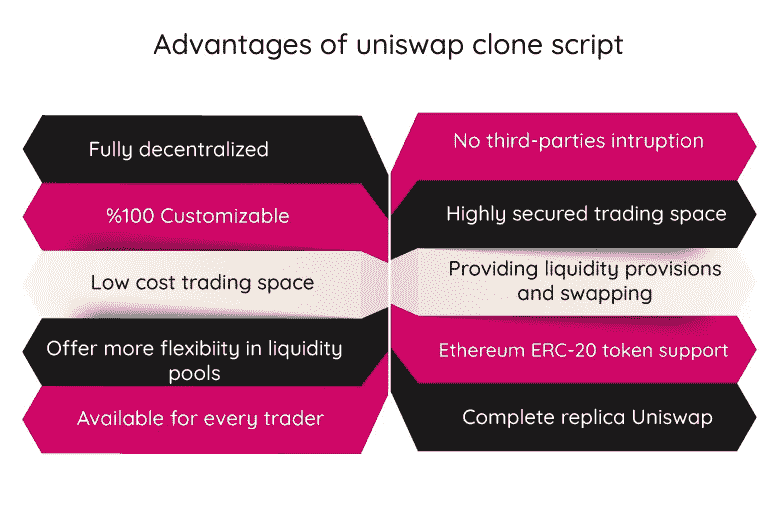 Advantages of uniswap clone script
Fully decentralized
%100 Customizable
Low cost trading space
Offer more flexibiity in liquidity
pools
Available for every trader
No third-parties intruption
Highly secured trading space
Providing liquidity provisions
and swapping
Ethereum ERC-20 token support
Complete replica Uniswap